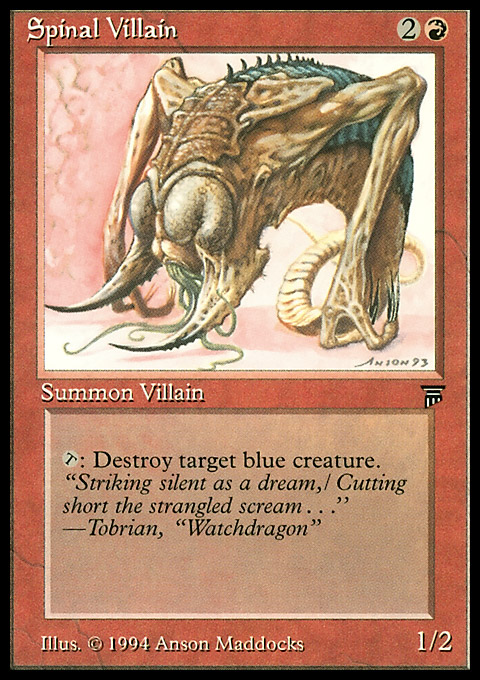 Spinal Villain 2
ANSON 93
Summon Villain
T: Destroy target blue creature.
“Striking silent as a dream,/ Cutting
short the strangled scream . . .’’
—Tobrian, “Watchdragon”
Illus. © 1994 Anson Maddocks 1/2